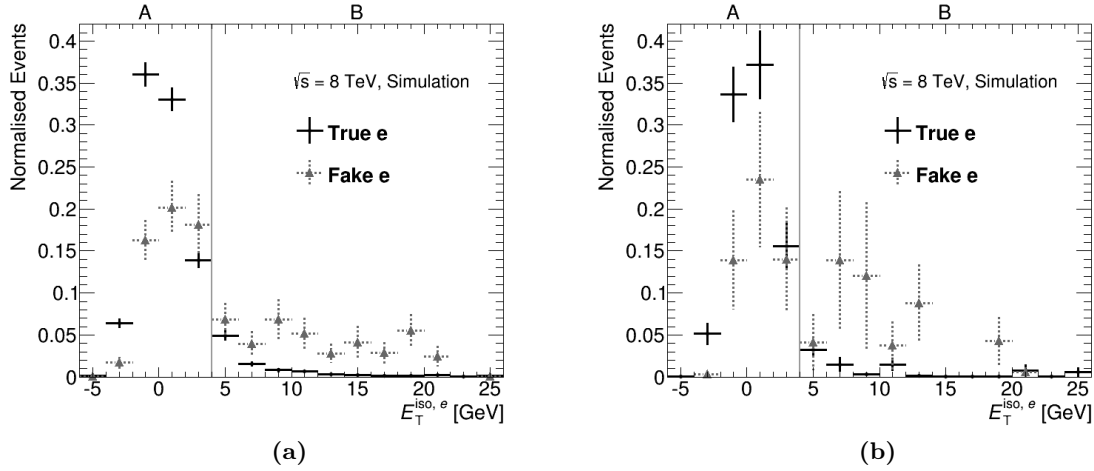 A B
Normalised Events
0.4
0.35
0.3
0.25
0.2
0.15
0.1
0.05
0
√s = 8 TeV, Simulation
True e
Fake e
-5 0 5 10 15 20 25
E_T^{iso, e} [GeV]
(a)
A B
Normalised Events
0.4
0.35
0.3
0.25
0.2
0.15
0.1
0.05
0
√s = 8 TeV, Simulation
True e
Fake e
-5 0 5 10 15 20 25
E_T^{iso, e} [GeV]
(b)